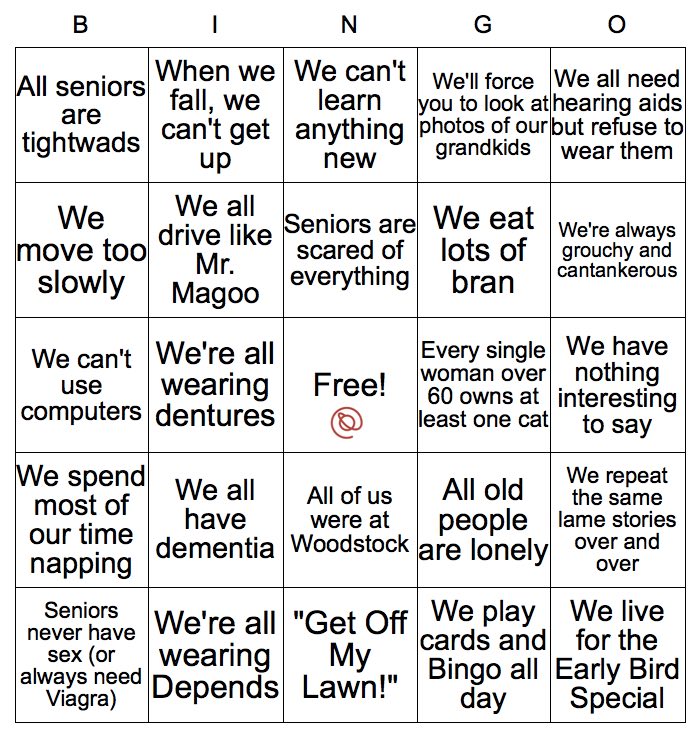 B I N G O
All seniors
are
tightwads
When we
fall, we
can't get
up
We can't
learn
anything
new
We'll force
you to look at
photos of our
grandkids
We all need
hearing aids
but refuse to
wear them
We
move too
slowly
We all
drive like
Mr.
Magoo
Seniors are
scared of
everything
We eat
lots of
bran
We're always
grouchy and
cantankerous
We can't
use
computers
We're all
wearing
dentures
Free!
Every single
woman over
60 owns at
least one cat
We have
nothing
interesting
to say
We spend
most of
our time
napping
We all
have
dementia
All of us
were at
Woodstock
All old
people
are lonely
We repeat
the same
lame stories
over and
over
Seniors
never have
sex (or
always need
Viagra)
We're all
wearing
Depends
"Get Off
My
Lawn!"
We play
cards and
Bingo all
day
We live
for the
Early Bird
Special